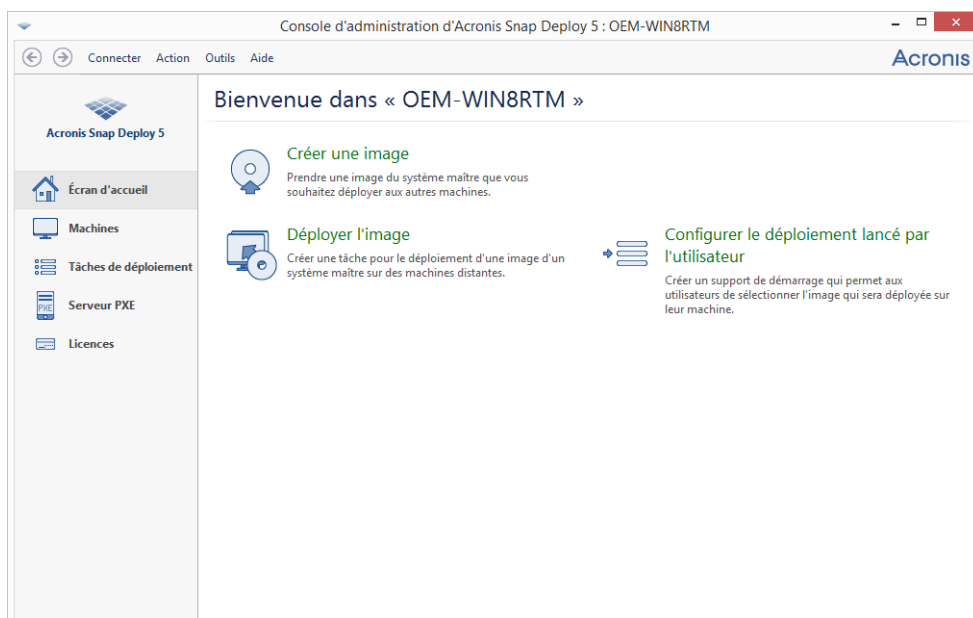 Console d'administration d'Acronis Snap Deploy 5 : OEM-WIN8RTM
Connecter Action Outils Aide
Acronis
Acronis Snap Deploy 5
Écran d'accueil
Machines
Tâches de déploiement
PXE
Serveur PXE
Licences
Bienvenue dans « OEM-WIN8RTM »
Créer une image
Prendre une image du système maître que vous
souhaitez déployer aux autres machines.
Déployer l'image
Créer une tâche pour le déploiement d'une image d'un
système maître sur des machines distantes.
Configurer le déploiement lancé par
l'utilisateur
Créer un support de démarrage qui permet aux
utilisateurs de sélectionner l'image qui sera déployée sur
leur machine.